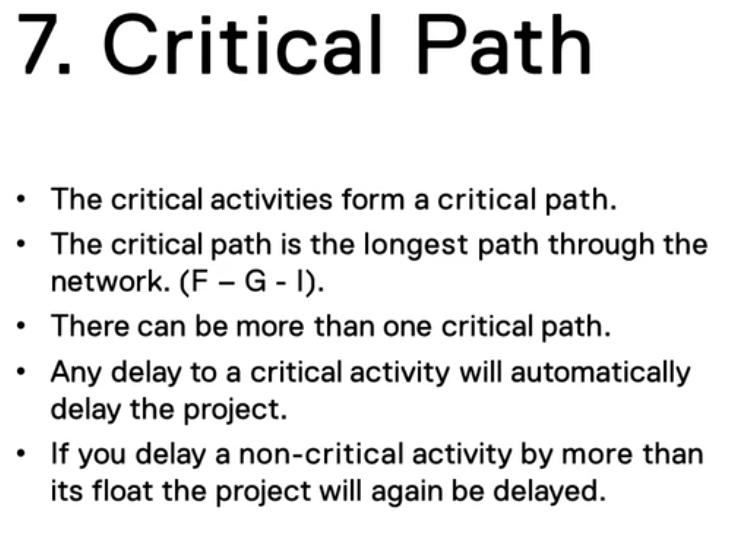 7. Critical Path
• The critical activities form a critical path.
• The critical path is the longest path through the
network. (F – G - I).
• There can be more than one critical path.
• Any delay to a critical activity will automatically
delay the project.
• If you delay a non-critical activity by more than
its float the project will again be delayed.